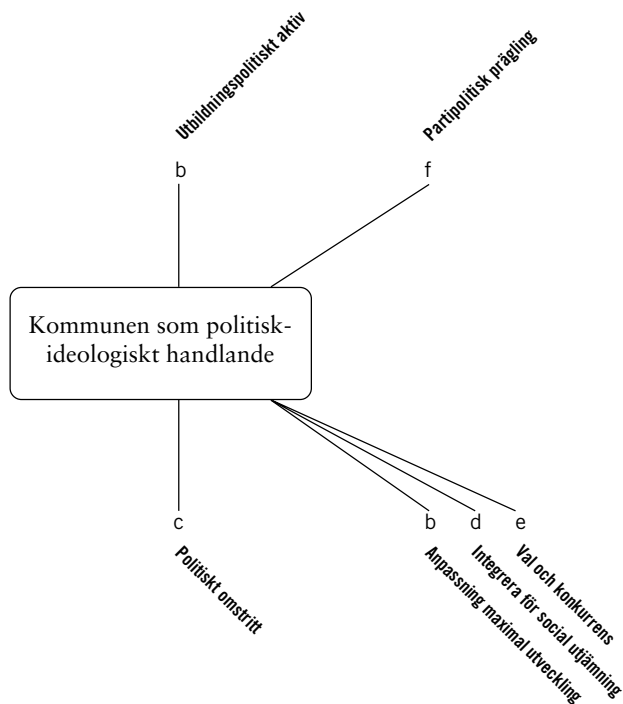 Utbildningspolitiskt aktiv
Partipolitisk prägling
b
f
Kommunen som politisk-
ideologiskt handlande
c
b
d
e
Politiskt omstritt
Anpassning maximal utveckling
Integrera för social utjämning
Val och konkurrens